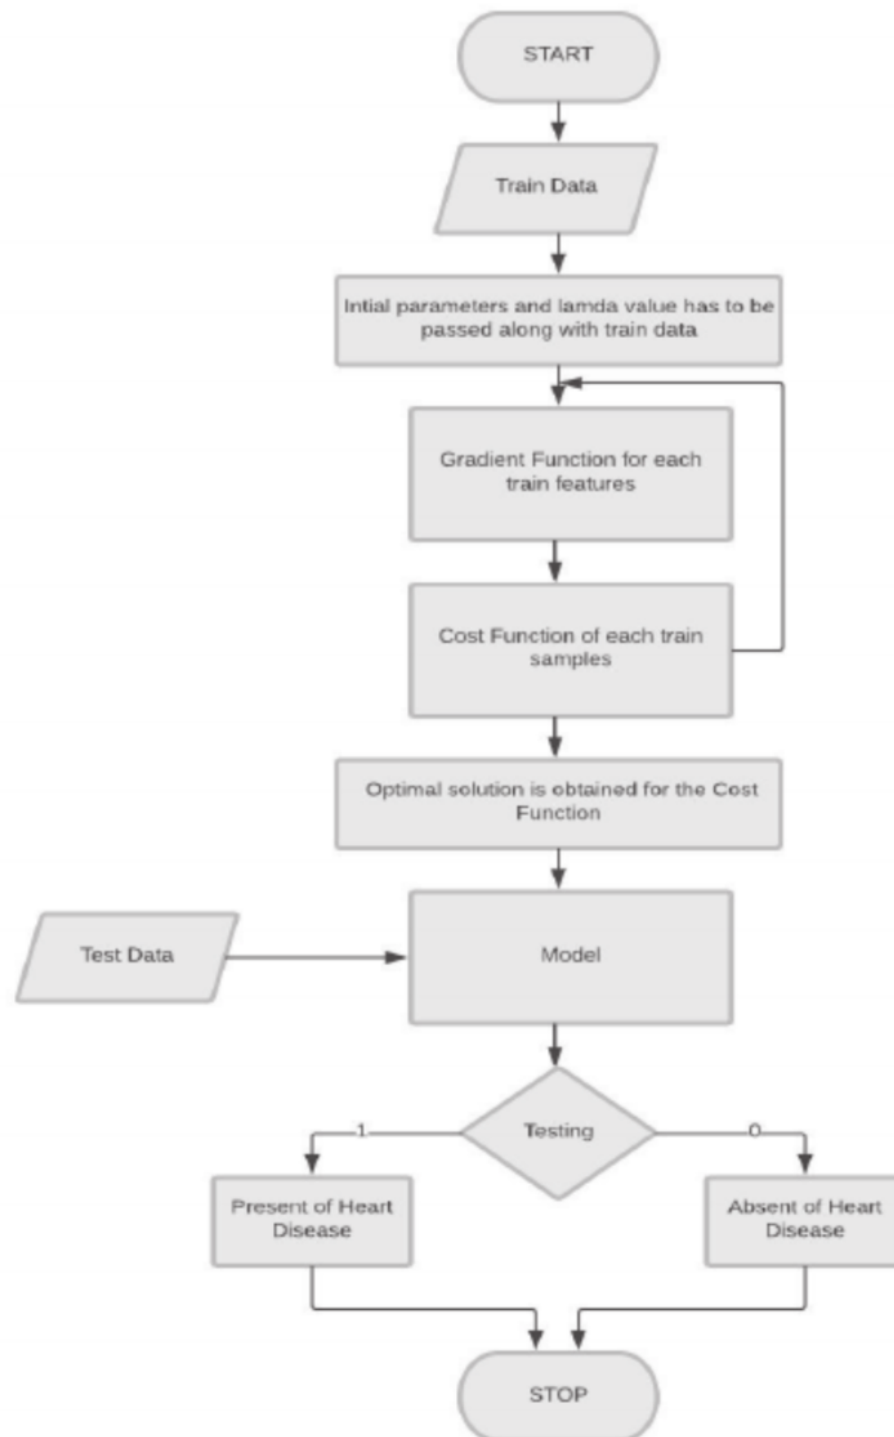 START
Train Data
Intial parameters and lamda value has to be
passed along with train data
Gradient Function for each
train features
Cost Function of each train
samples
Optimal solution is obtained for the Cost
Function
Test Data
Model
Testing
1
0
Present of Heart
Disease
Absent of Heart
Disease
STOP